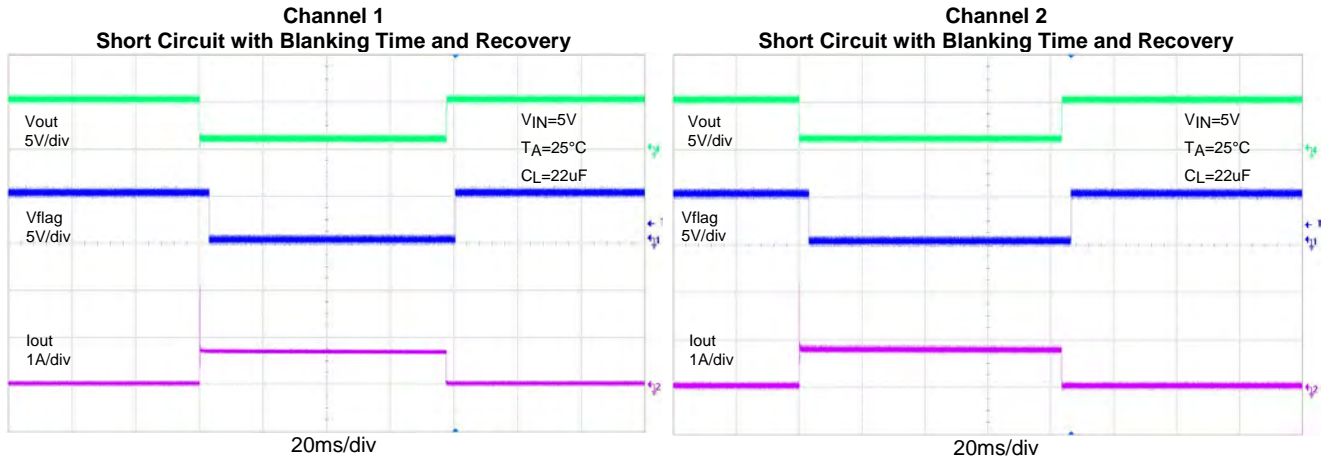 Channel 1
Short Circuit with Blanking Time and Recovery
Vout
5V/div
VIN=5V
TA=25°C
CL=22uF
Vflag
5V/div
Iout
1A/div
20ms/div
Channel 2
Short Circuit with Blanking Time and Recovery
Vout
5V/div
VIN=5V
TA=25°C
CL=22uF
Vflag
5V/div
Iout
1A/div
20ms/div